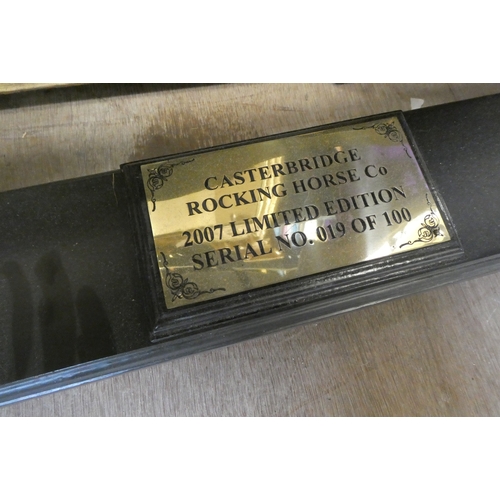 CASTERBRIDGE
ROCKING HORSE Co
2007 LIMITED EDITION
SERIAL NO. 019 OF 100